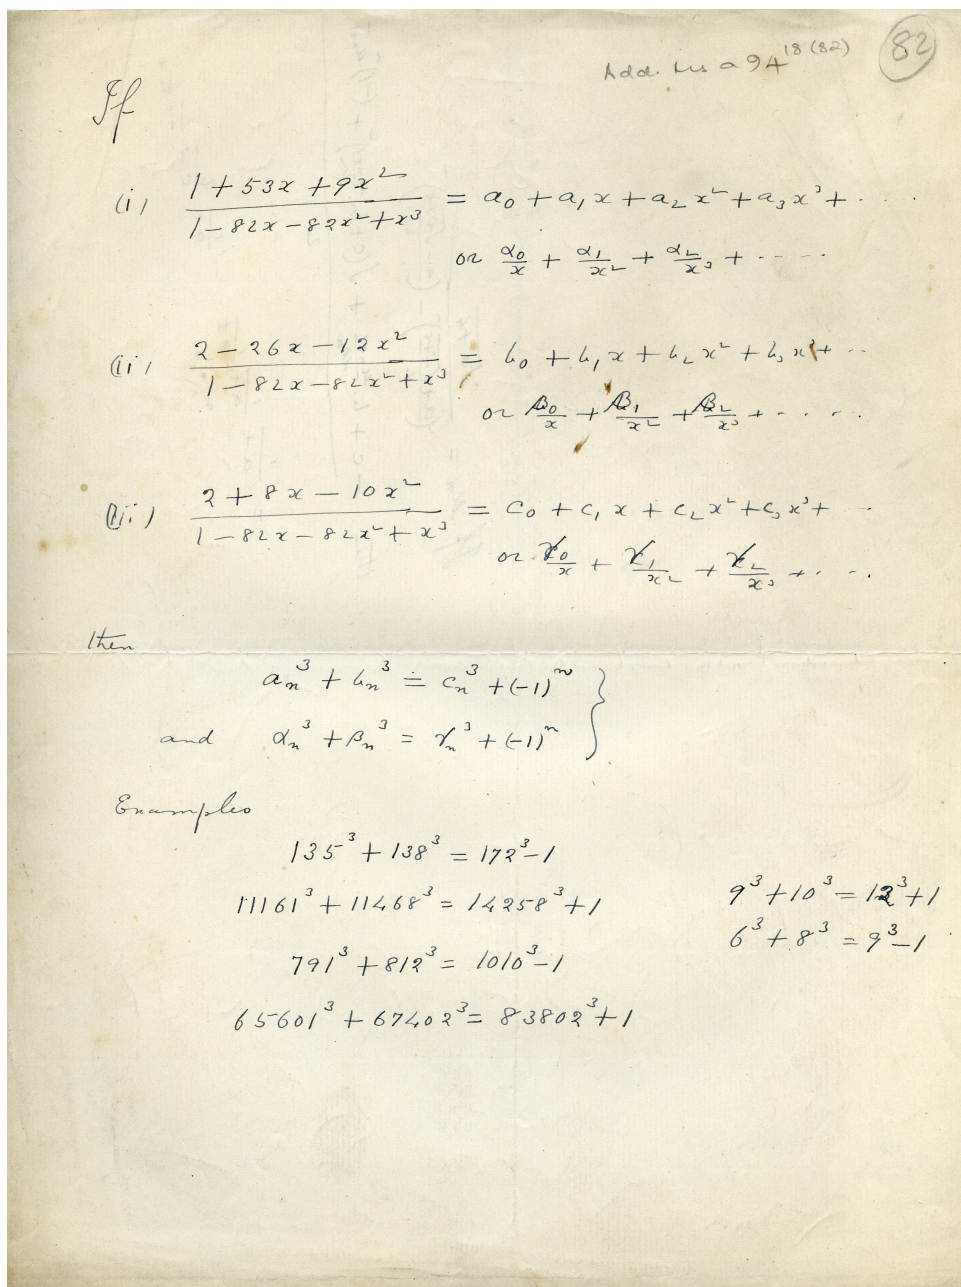 Add. Ms a 94^18 (82)
82
If
(i) (1 + 53x + 9x²)/(1 − 82x − 82x² + x³) = a₀ + a₁x + a₂x² + a₃x³ + · · · ·
or α₀/x + α₁/x² + α₂/x³ + · · · · ·
(ii) (2 − 26x − 12x²)/(1 − 82x − 82x² + x³) = b₀ + b₁x + b₂x² + b₃x³ + · ·
or β₀/x + β₁/x² + β₂/x³ + · · · · ·
(iii) (2 + 8x − 10x²)/(1 − 82x − 82x² + x³) = c₀ + c₁x + c₂x² + c₃x³ + · ·
or γ₀/x + γ₁/x² + γ₂/x³ + · · · ·
then
aₙ³ + bₙ³ = cₙ³ + (−1)ⁿ }
and αₙ³ + βₙ³ = γₙ³ + (−1)ⁿ
Examples
135³ + 138³ = 172³ − 1
11161³ + 11468³ = 14258³ + 1
791³ + 812³ = 1010³ − 1
65601³ + 67402³ = 83802³ + 1
9³ + 10³ = 12³ + 1
6³ + 8³ = 9³ − 1